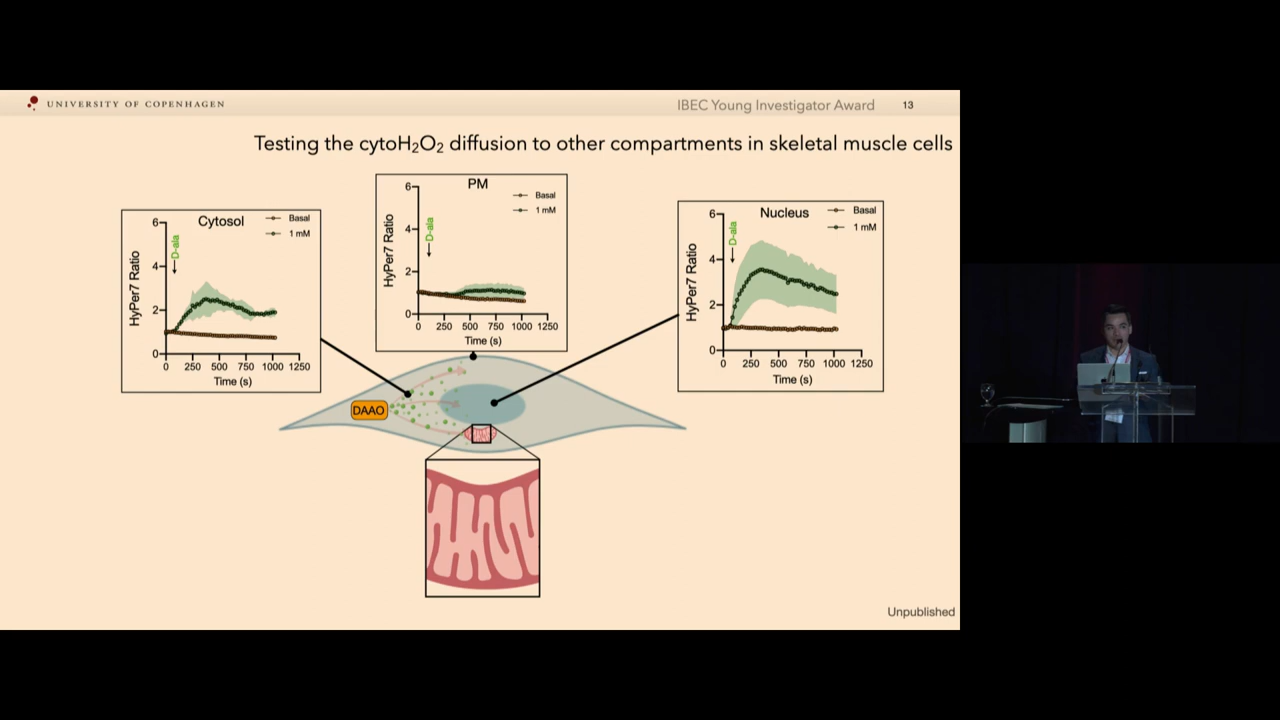 UNIVERSITY OF COPENHAGEN
IBEC Young Investigator Award 13
Testing the cytoH₂O₂ diffusion to other compartments in skeletal muscle cells
Cytosol
Basal
1 mM
D-ala
HyPer7 Ratio
6
4
2
0
0 250 500 750 1000 1250
Time (s)
PM
Basal
1 mM
D-ala
HyPer7 Ratio
6
4
2
0
0 250 500 750 1000 1250
Time (s)
Nucleus
Basal
1 mM
D-ala
HyPer7 Ratio
6
4
2
0
0 250 500 750 1000 1250
Time (s)
DAAO
Unpublished